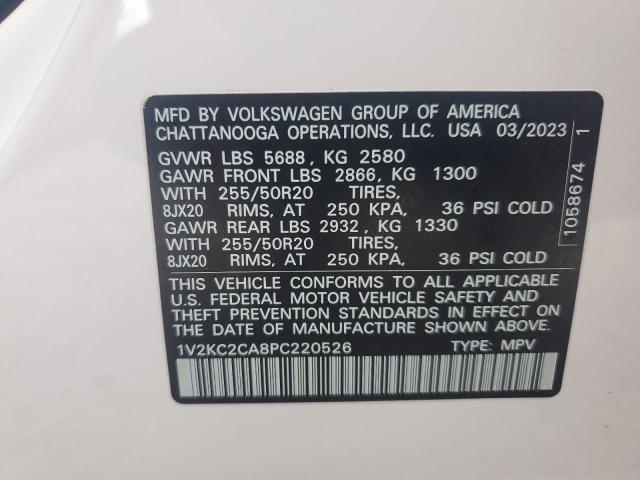 MFD BY VOLKSWAGEN GROUP OF AMERICA
CHATTANOOGA OPERATIONS, LLC. USA 03/2023
GVWR LBS 5688, KG 2580
GAWR FRONT LBS 2866, KG 1300
WITH 255/50R20 TIRES,
8JX20 RIMS, AT 250 KPA, 36 PSI COLD
GAWR REAR LBS 2932, KG 1330
WITH 255/50R20 TIRES,
8JX20 RIMS, AT 250 KPA, 36 PSI COLD
THIS VEHICLE CONFORMS TO ALL APPLICABLE
U.S. FEDERAL MOTOR VEHICLE SAFETY AND
THEFT PREVENTION STANDARDS IN EFFECT ON
THE DATE OF MANUFACTURE SHOWN ABOVE.
1V2KC2CA8PC220526 TYPE: MPV
1058674 1